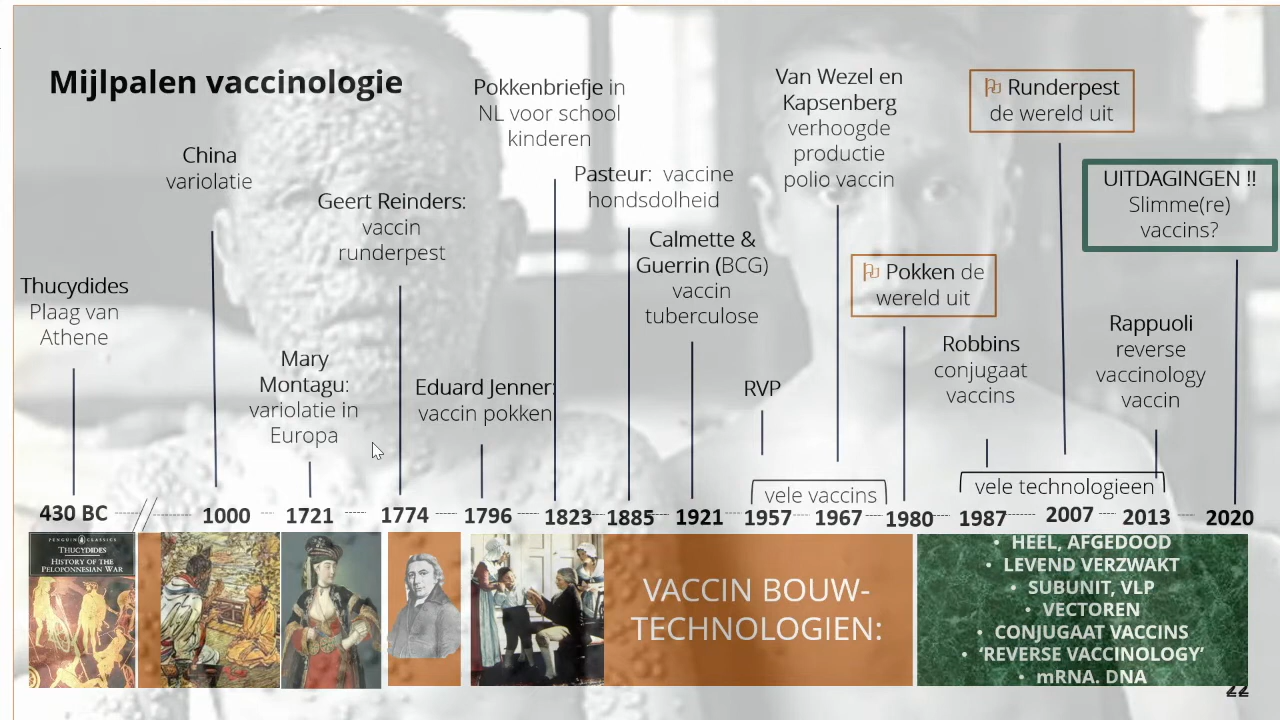 Mijlpalen vaccinologie
Thucydides
Plaag van
Athene
China
variolatie
Mary
Montagu:
variolatie in
Europa
Geert Reinders:
vaccin
runderpest
Eduard Jenner:
vaccin pokken
Pokkenbriefje in
NL voor school
kinderen
Pasteur: vaccine
hondsdolheid
Calmette &
Guerrin (BCG)
vaccin
tuberculose
RVP
Van Wezel en
Kapsenberg
verhoogde
productie
polio vaccin
Pokken de
wereld uit
Robbins
conjugaat
vaccins
Runderpest
de wereld uit
Rappuoli
reverse
vaccinology
vaccin
UITDAGINGEN !!
Slimme(re)
vaccins?
vele vaccins
vele technologieen
430 BC 1000 1721 1774 1796 1823 1885 1921 1957 1967 1980 1987 2007 2013 2020
PENGUIN CLASSICS
THUCYDIDES
HISTORY OF THE
PELOPONNESIAN WAR
VACCIN BOUW-
TECHNOLOGIEN:
• HEEL, AFGEDOOD
• LEVEND VERZWAKT
• SUBUNIT, VLP
• VECTOREN
• CONJUGAAT VACCINS
• ‘REVERSE VACCINOLOGY’
• mRNA. DNA
22